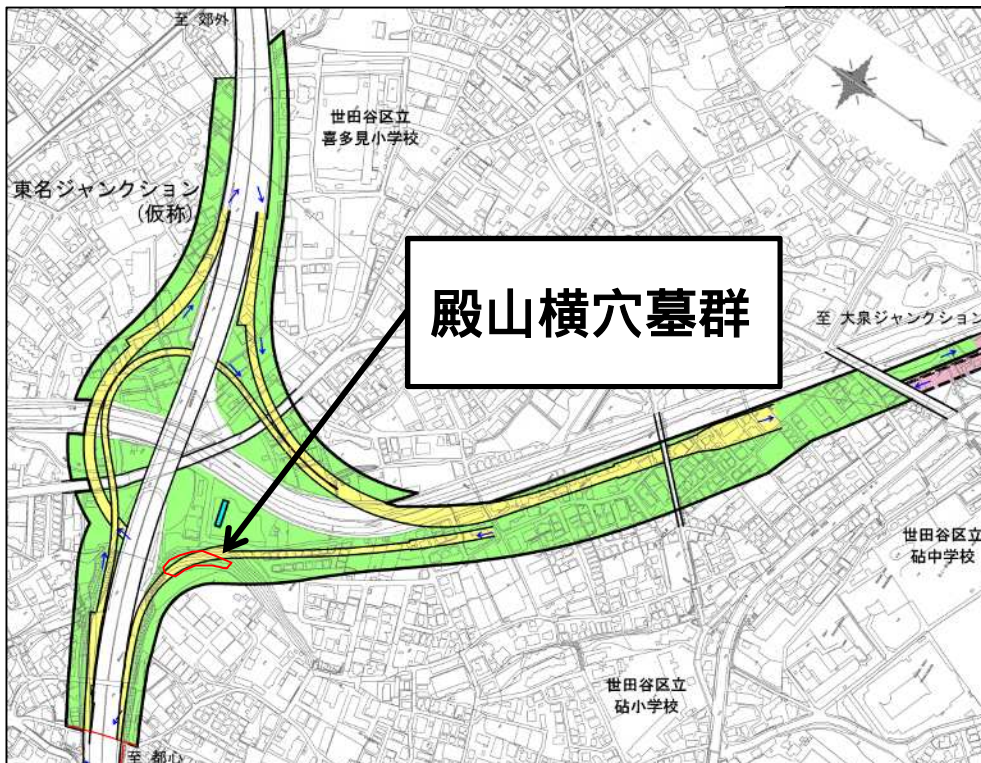 至 郊外
世田谷区立
喜多見小学校
東名ジャンクション
(仮称)
殿山横穴墓群
至 大泉ジャンクション
世田谷区立
砧中学校
世田谷区立
砧小学校
至 都心